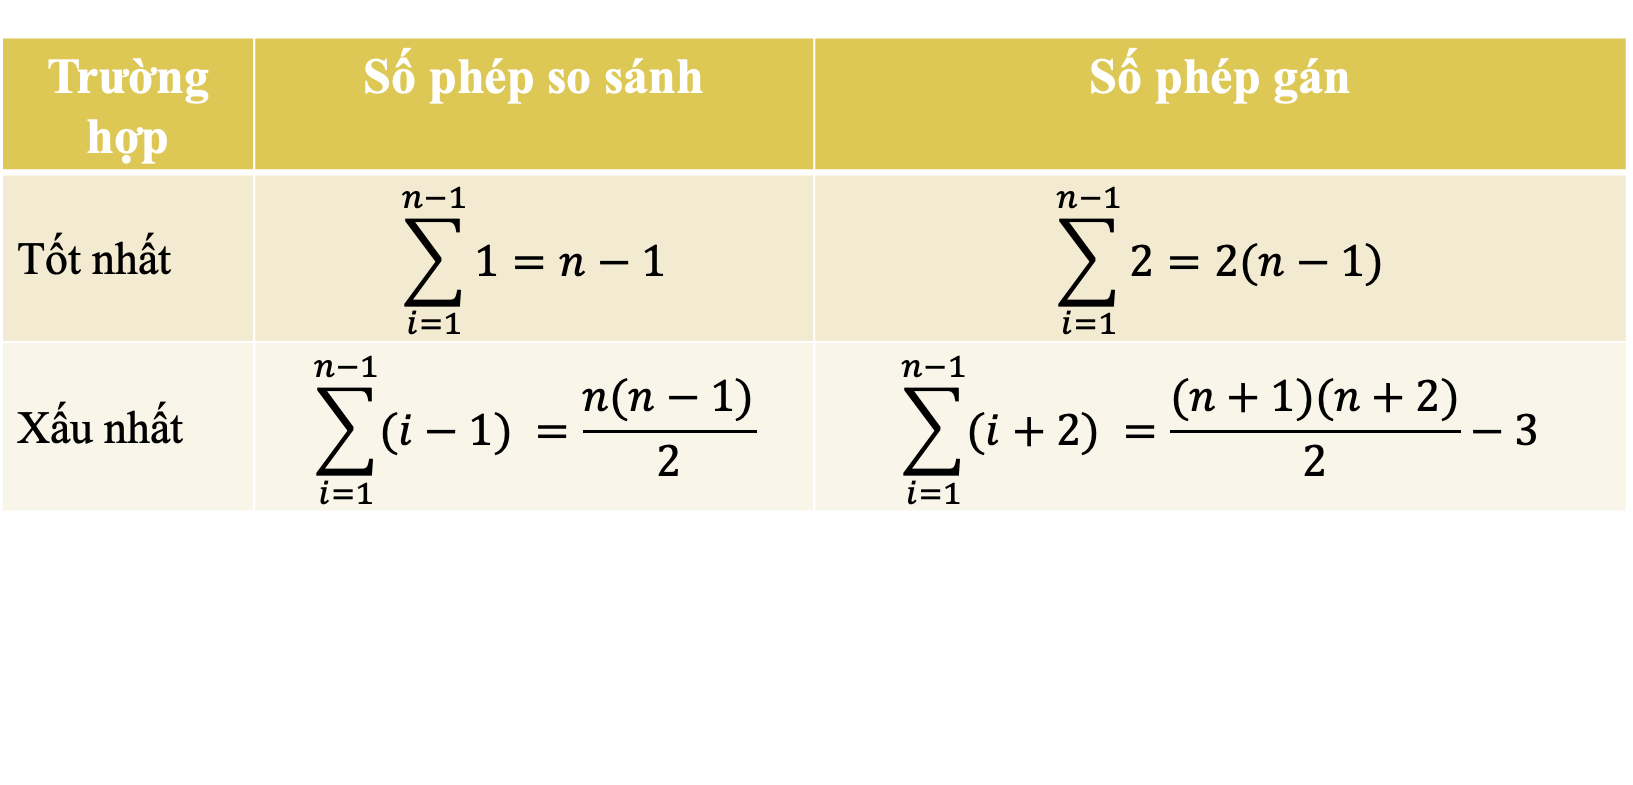 Trường hợp
Số phép so sánh
Số phép gán
Tốt nhất
∑_{i=1}^{n−1} 1 = n − 1
∑_{i=1}^{n−1} 2 = 2(n − 1)
Xấu nhất
∑_{i=1}^{n−1} (i − 1) = n(n − 1)/2
∑_{i=1}^{n−1} (i + 2) = (n + 1)(n + 2)/2 − 3